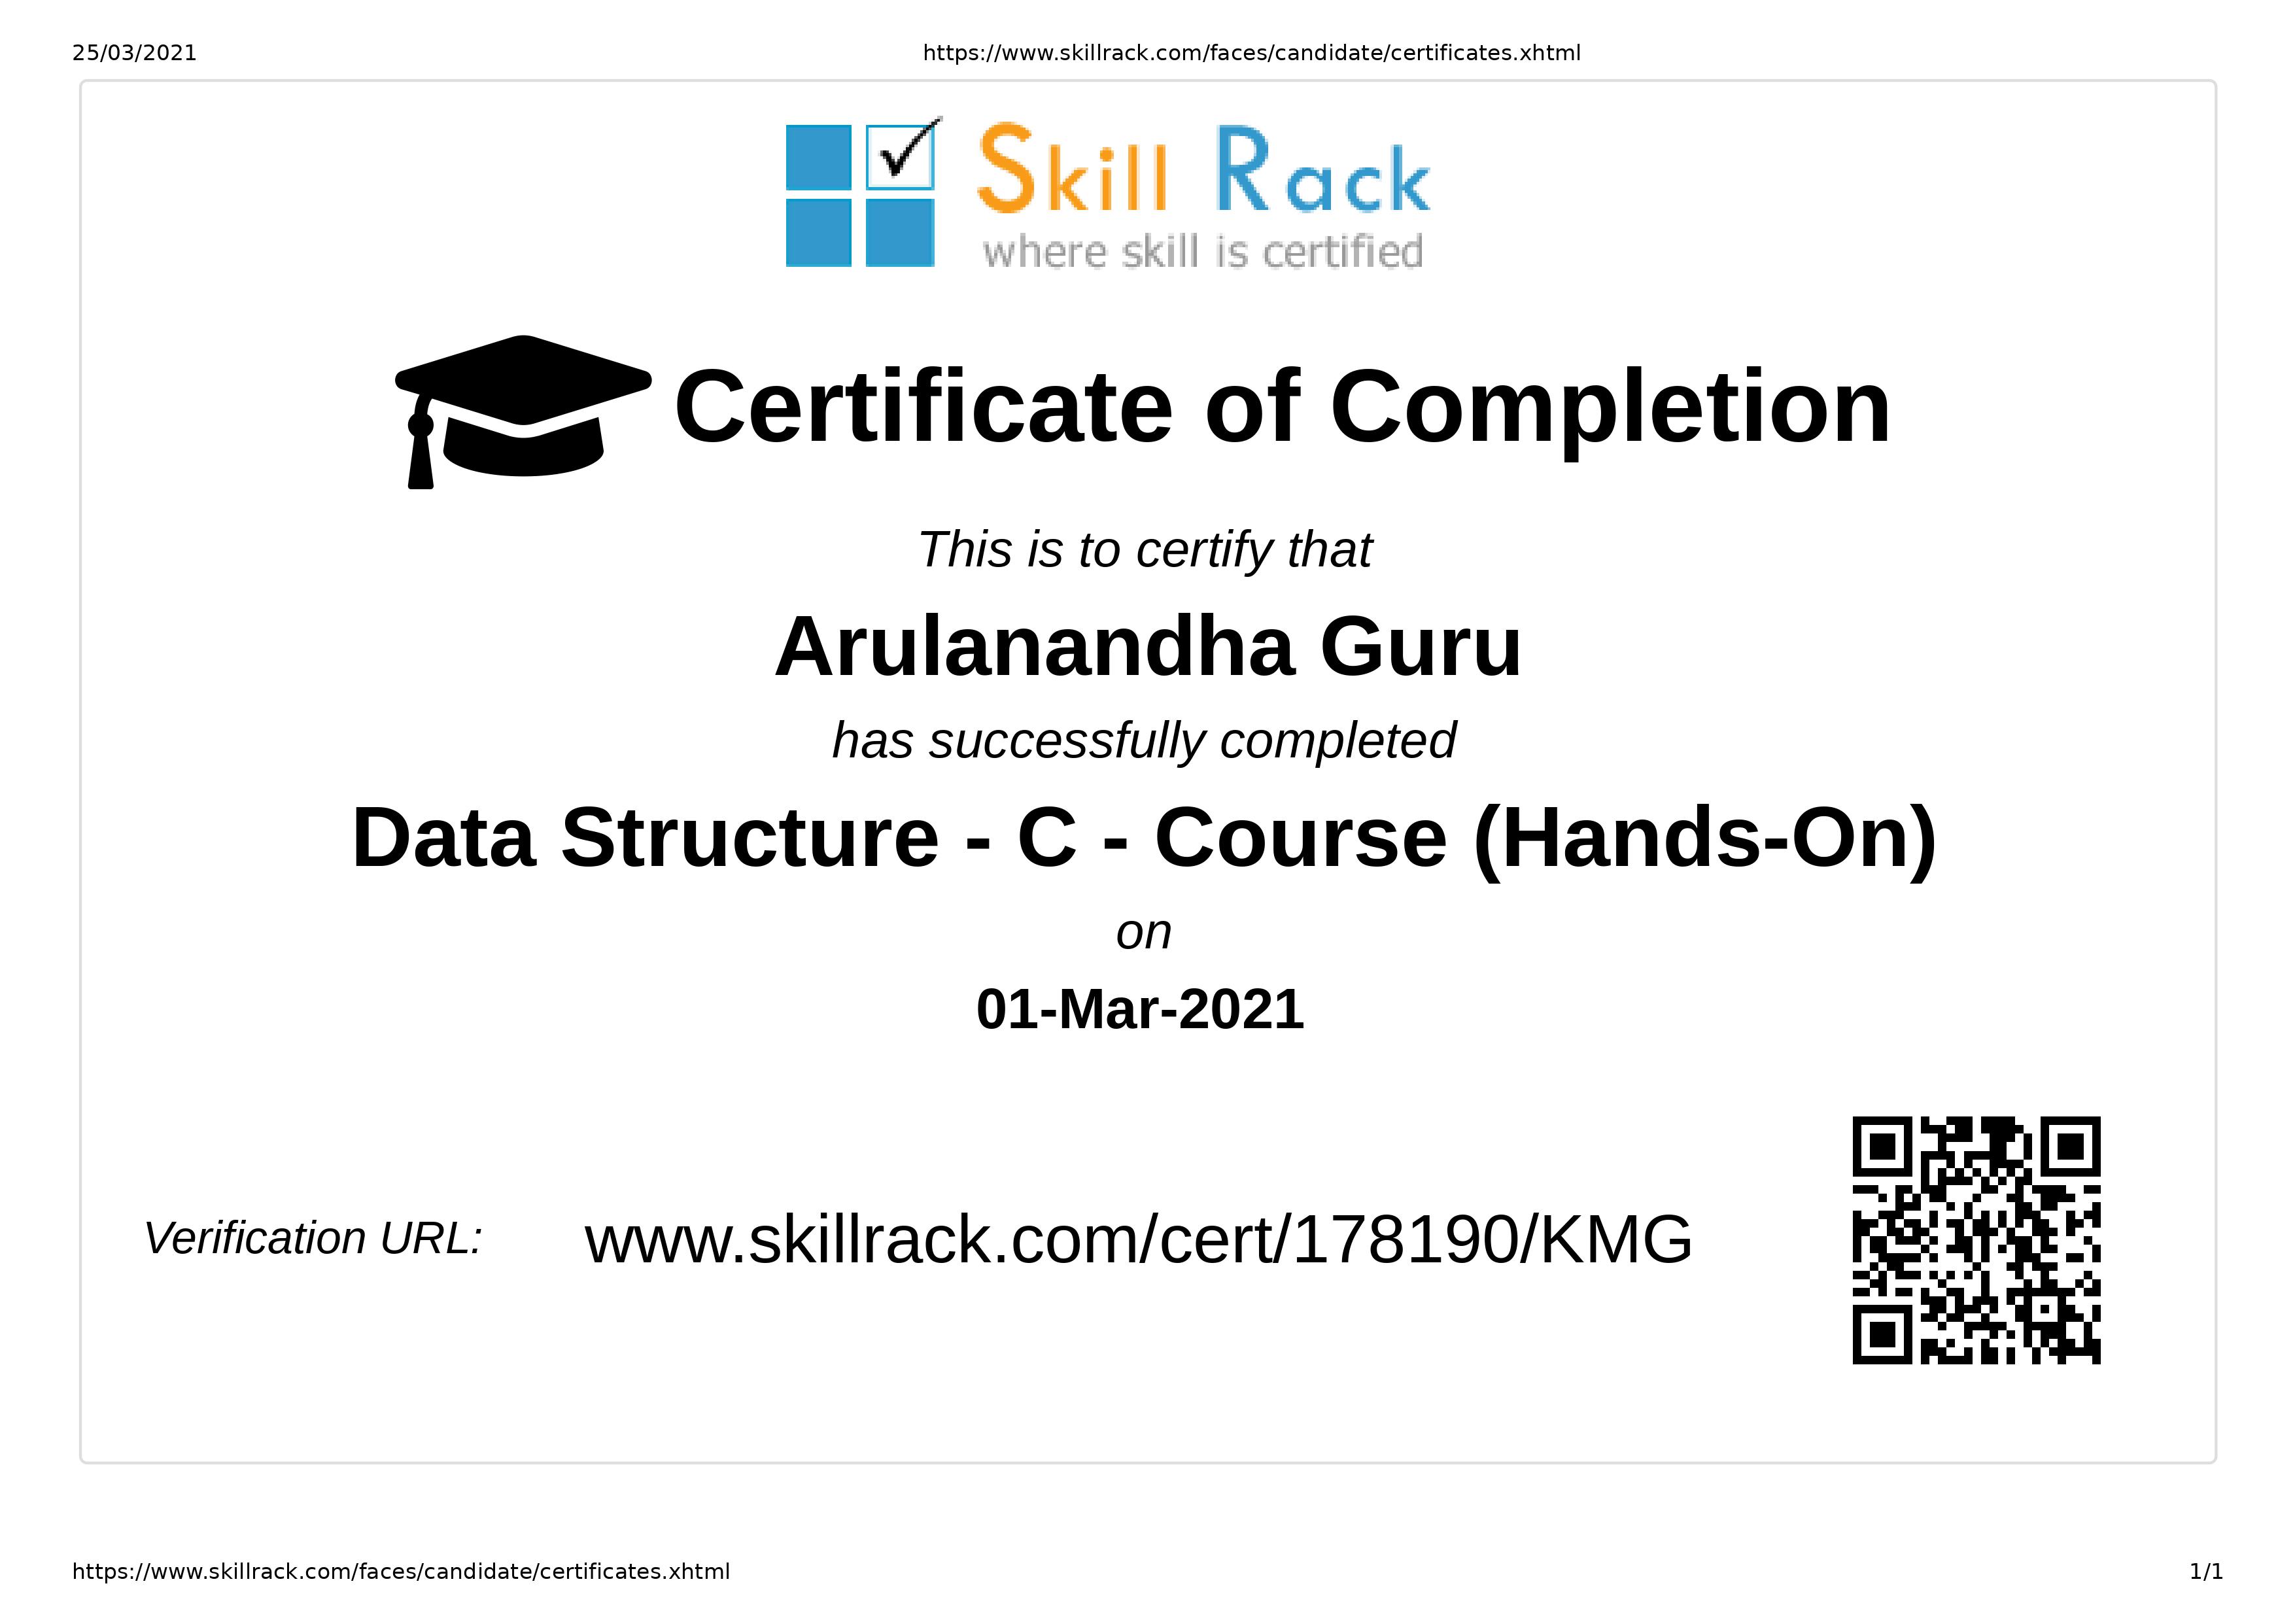 25/03/2021 https://www.skillrack.com/faces/candidate/certificates.xhtml
Skill Rack
where skill is certified
Certificate of Completion
This is to certify that
Arulanandha Guru
has successfully completed
Data Structure - C - Course (Hands-On)
on
01-Mar-2021
Verification URL: www.skillrack.com/cert/178190/KMG
https://www.skillrack.com/faces/candidate/certificates.xhtml 1/1